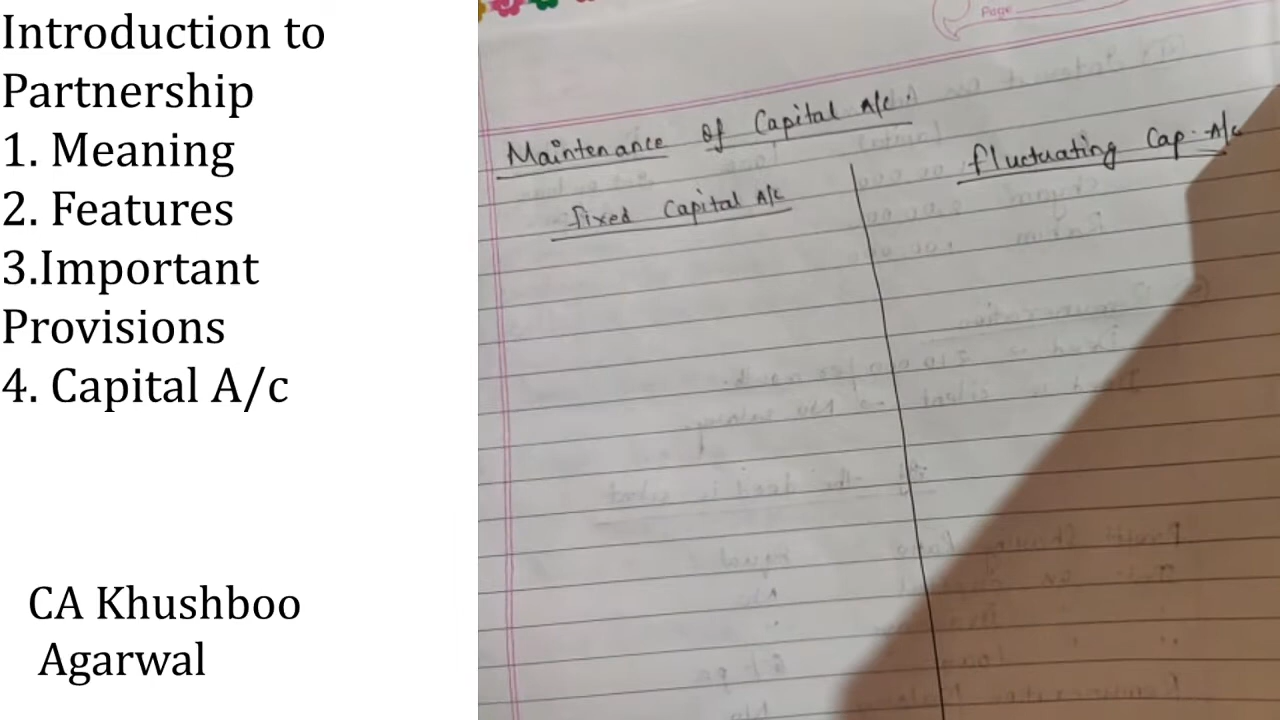 Introduction to
Partnership
1. Meaning
2. Features
3.Important
Provisions
4. Capital A/c
CA Khushboo
Agarwal
Page
Maintenance of Capital A/c.
fixed Capital A/c
fluctuating Cap. A/c